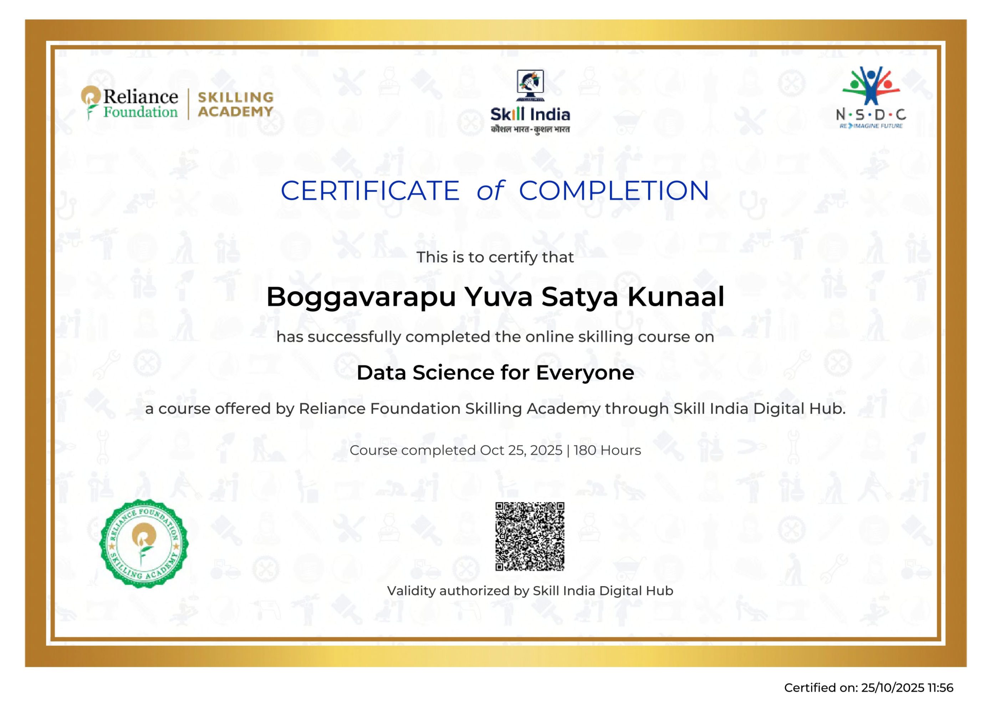 Reliance
Foundation
SKILLING
ACADEMY
Skill India
कौशल भारत - कुशल भारत
N·S·D·C
RE IMAGINE FUTURE
CERTIFICATE of COMPLETION
This is to certify that
Boggavarapu Yuva Satya Kunaal
has successfully completed the online skilling course on
Data Science for Everyone
a course offered by Reliance Foundation Skilling Academy through Skill India Digital Hub.
Course completed Oct 25, 2025 | 180 Hours
RELIANCE FOUNDATION
SKILLING ACADEMY
Validity authorized by Skill India Digital Hub
Certified on: 25/10/2025 11:56